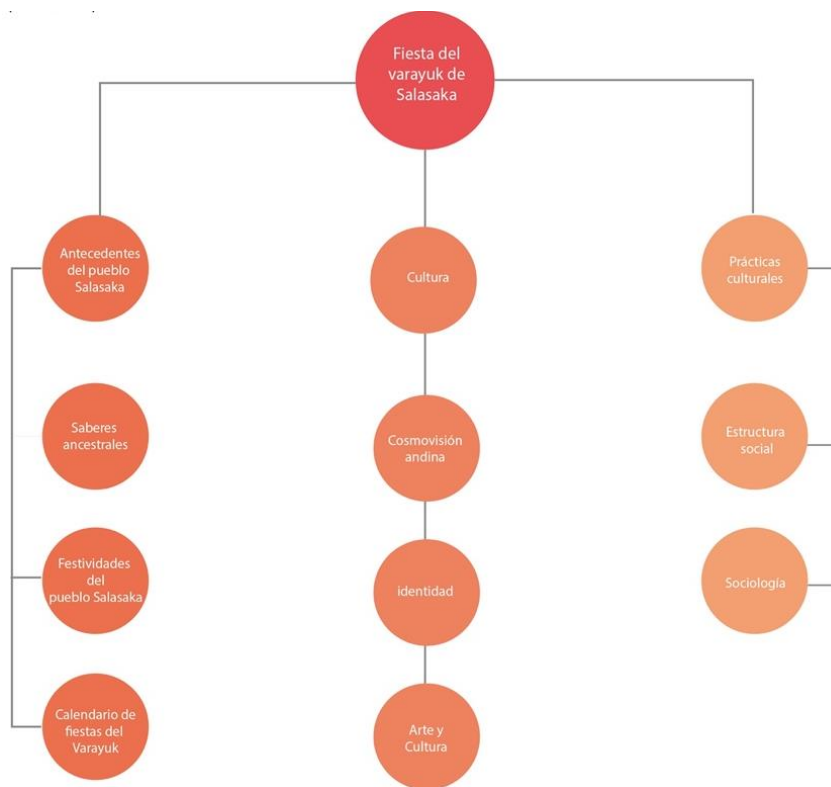 Fiesta del
varayuk de
Salasaka
Antecedentes
del pueblo
Salasaka
Saberes
ancestrales
Festividades
del
pueblo Salasaka
Calendario de
fiestas del
Varayuk
Cultura
Cosmovisión
andina
identidad
Arte y
Cultura
Prácticas
culturales
Estructura
social
Sociología